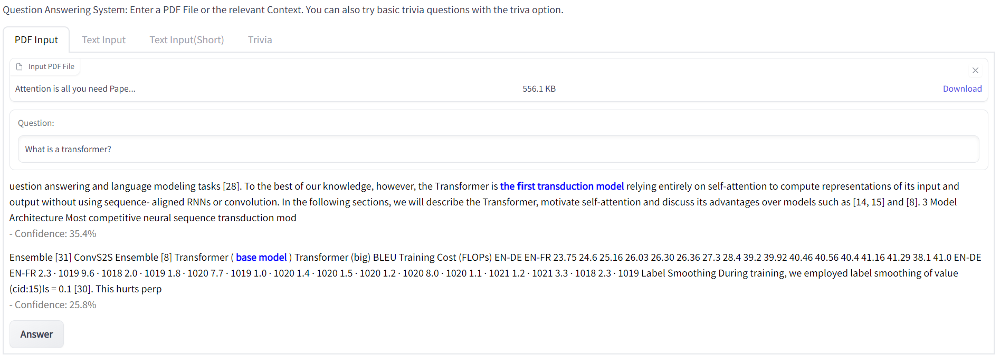 Question Answering System: Enter a PDF File or the relevant Context. You can also try basic trivia questions with the triva option.
PDF Input Text Input Text Input(Short) Trivia
Input PDF File
Attention is all you need Pape... 556.1 KB Download
Question:
What is a transformer?
uestion answering and language modeling tasks [28]. To the best of our knowledge, however, the Transformer is the first transduction model relying entirely on self-attention to compute representations of its input and
output without using sequence- aligned RNNs or convolution. In the following sections, we will describe the Transformer, motivate self-attention and discuss its advantages over models such as [14, 15] and [8]. 3 Model
Architecture Most competitive neural sequence transduction mod
- Confidence: 35.4%
Ensemble [31] ConvS2S Ensemble [8] Transformer ( base model ) Transformer (big) BLEU Training Cost (FLOPs) EN-DE EN-FR 23.75 24.6 25.16 26.03 26.30 26.36 27.3 28.4 39.2 39.92 40.46 40.56 40.4 41.16 41.29 38.1 41.0 EN-DE
EN-FR 2.3 · 1019 9.6 · 1018 2.0 · 1019 1.8 · 1020 7.7 · 1019 1.0 · 1020 1.4 · 1020 1.5 · 1020 1.2 · 1020 8.0 · 1020 1.1 · 1021 1.2 · 1021 3.3 · 1018 2.3 · 1019 Label Smoothing During training, we employed label smoothing of value
(cid:15)ls = 0.1 [30]. This hurts perp
- Confidence: 25.8%
Answer